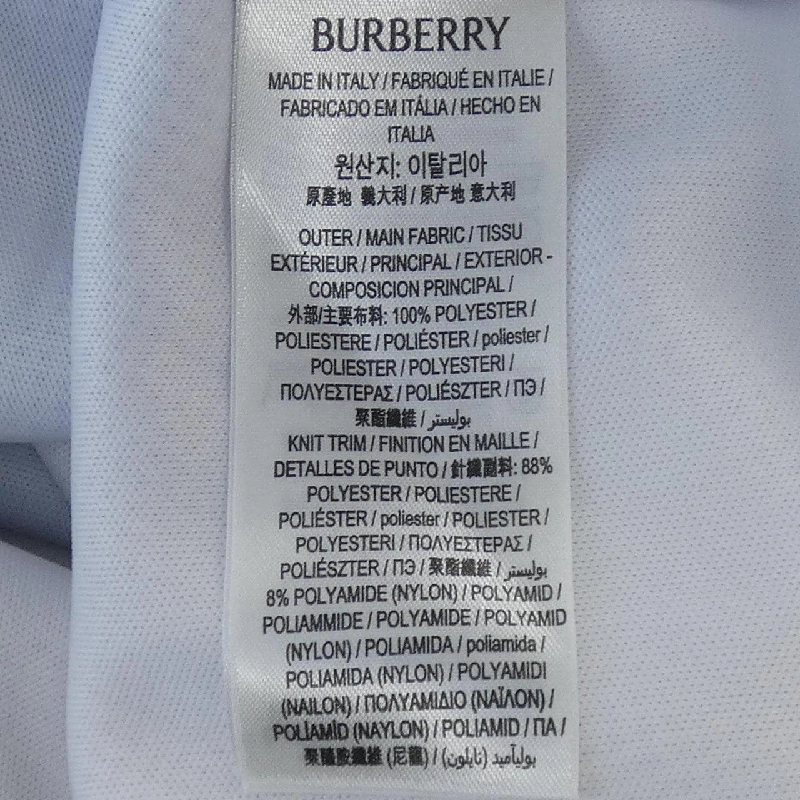 BURBERRY
MADE IN ITALY / FABRIQUÉ EN ITALIE /
FABRICADO EM ITÁLIA / HECHO EN
ITALIA
원산지: 이탈리아
原產地 義大利 / 原产地 意大利
OUTER / MAIN FABRIC / TISSU
EXTÉRIEUR / PRINCIPAL / EXTERIOR -
COMPOSICION PRINCIPAL /
外部/主要布料: 100% POLYESTER /
POLIESTERE / POLIÉSTER / poliester /
POLIESTER / POLYESTERI /
ΠΟΛΥΕΣΤΕΡΑΣ / POLIÉSZTER / ПЭ /
聚酯纖維 / بوليستر
KNIT TRIM / FINITION EN MAILLE /
DETALLES DE PUNTO / 針織副料: 88%
POLYESTER / POLIESTERE /
POLIÉSTER / poliester / POLIESTER /
POLYESTERI / ΠΟΛΥΕΣΤΕΡΑΣ /
POLIÉSZTER / ПЭ / 聚酯纖維 / بوليستر
8% POLYAMIDE (NYLON) / POLYAMID /
POLIAMMIDE / POLYAMIDE / POLYAMID
(NYLON) / POLIAMIDA / poliamida /
POLIAMIDA (NYLON) / POLYAMIDI
(NAILON) / ΠΟΛΥΑΜΙΔΙΟ (ΝΑΪΛΟΝ) /
POLİAMİD (NAYLON) / POLIAMID / ПА /
聚醯胺纖維 (尼龍) / بولياميد (نايلون)